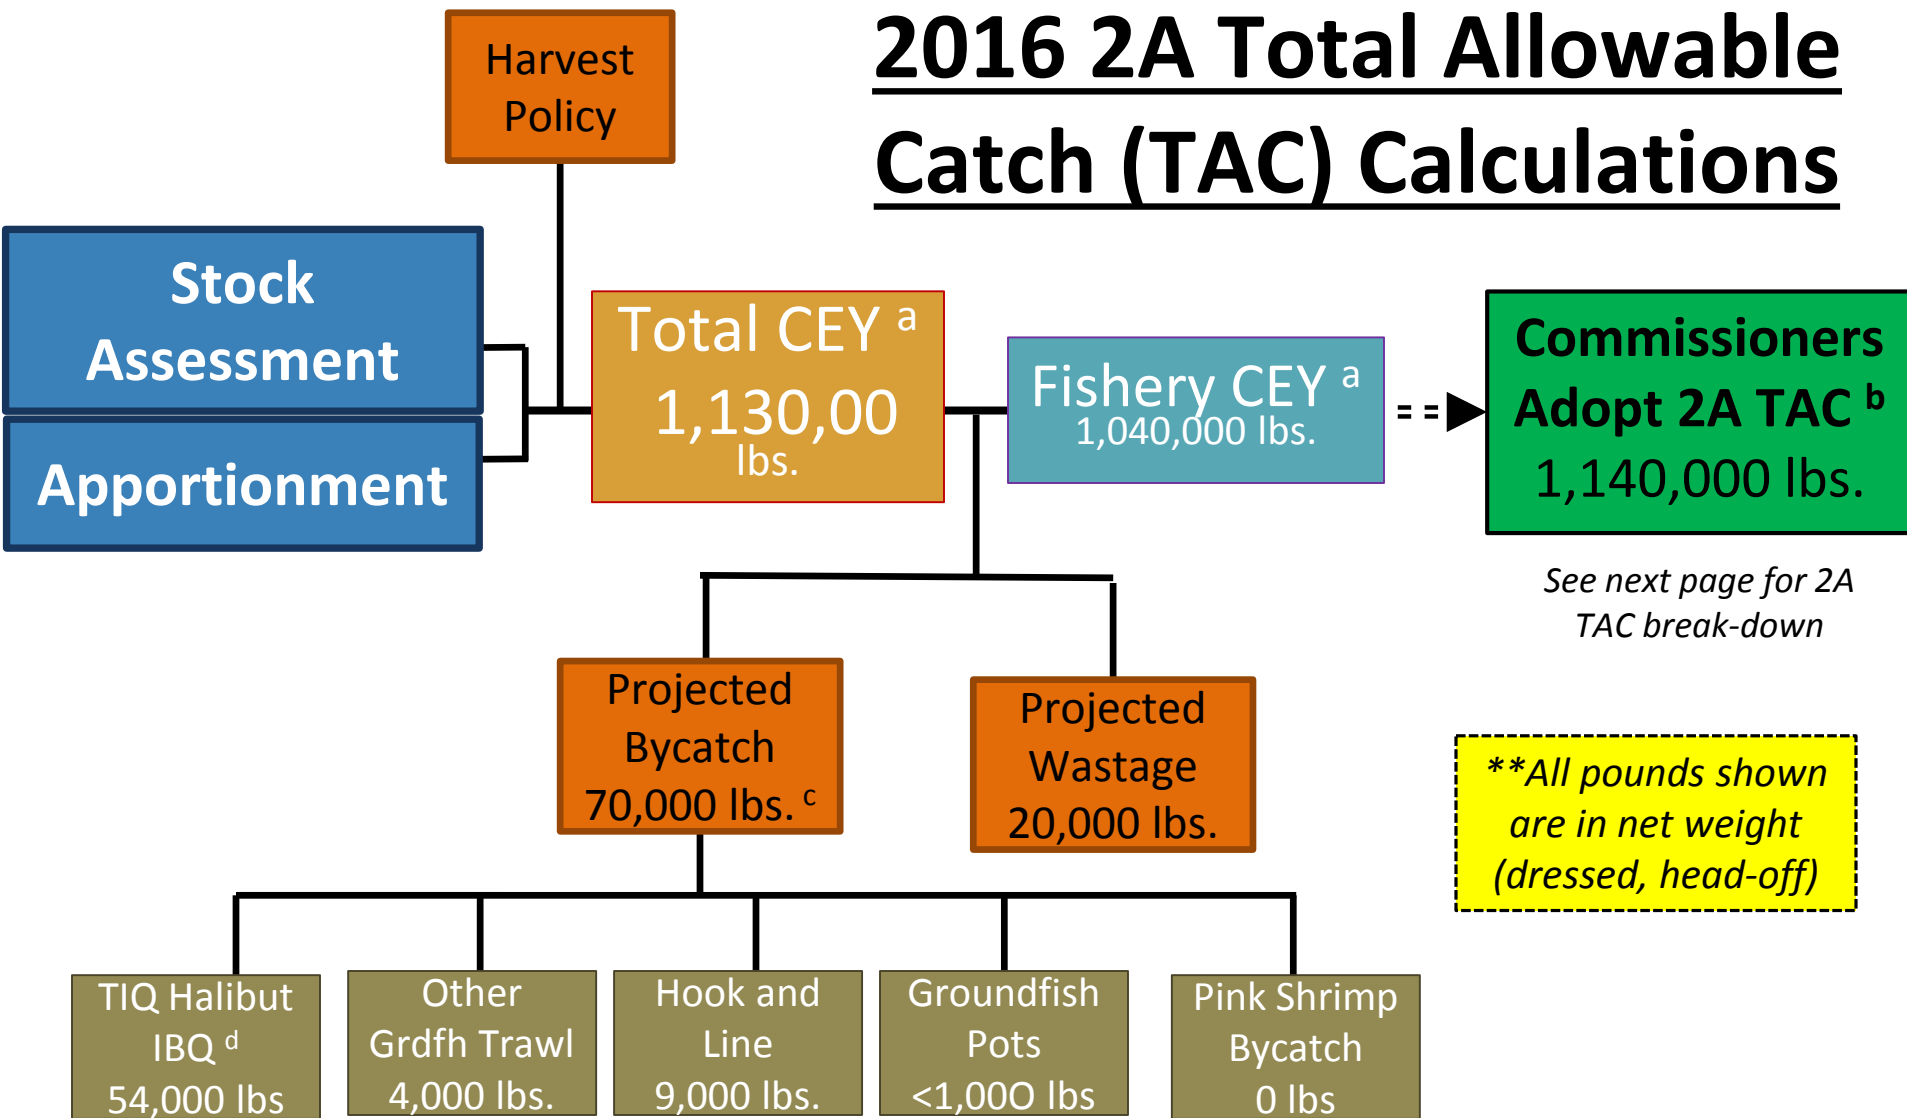 2016 2A Total Allowable
Catch (TAC) Calculations
Harvest
Policy
Stock
Assessment
Apportionment
Total CEY a
1,130,00
lbs.
Fishery CEY a
1,040,000 lbs.
==
Commissioners
Adopt 2A TAC b
1,140,000 lbs.
See next page for 2A
TAC break-down
Projected
Bycatch
70,000 lbs. c
Projected
Wastage
20,000 lbs.
**All pounds shown
are in net weight
(dressed, head-off)
TIQ Halibut
IBQ d
54,000 lbs
Other
Grdfh Trawl
4,000 lbs.
Hook and
Line
9,000 lbs.
Groundfish
Pots
<1,00O lbs
Pink Shrimp
Bycatch
0 lbs